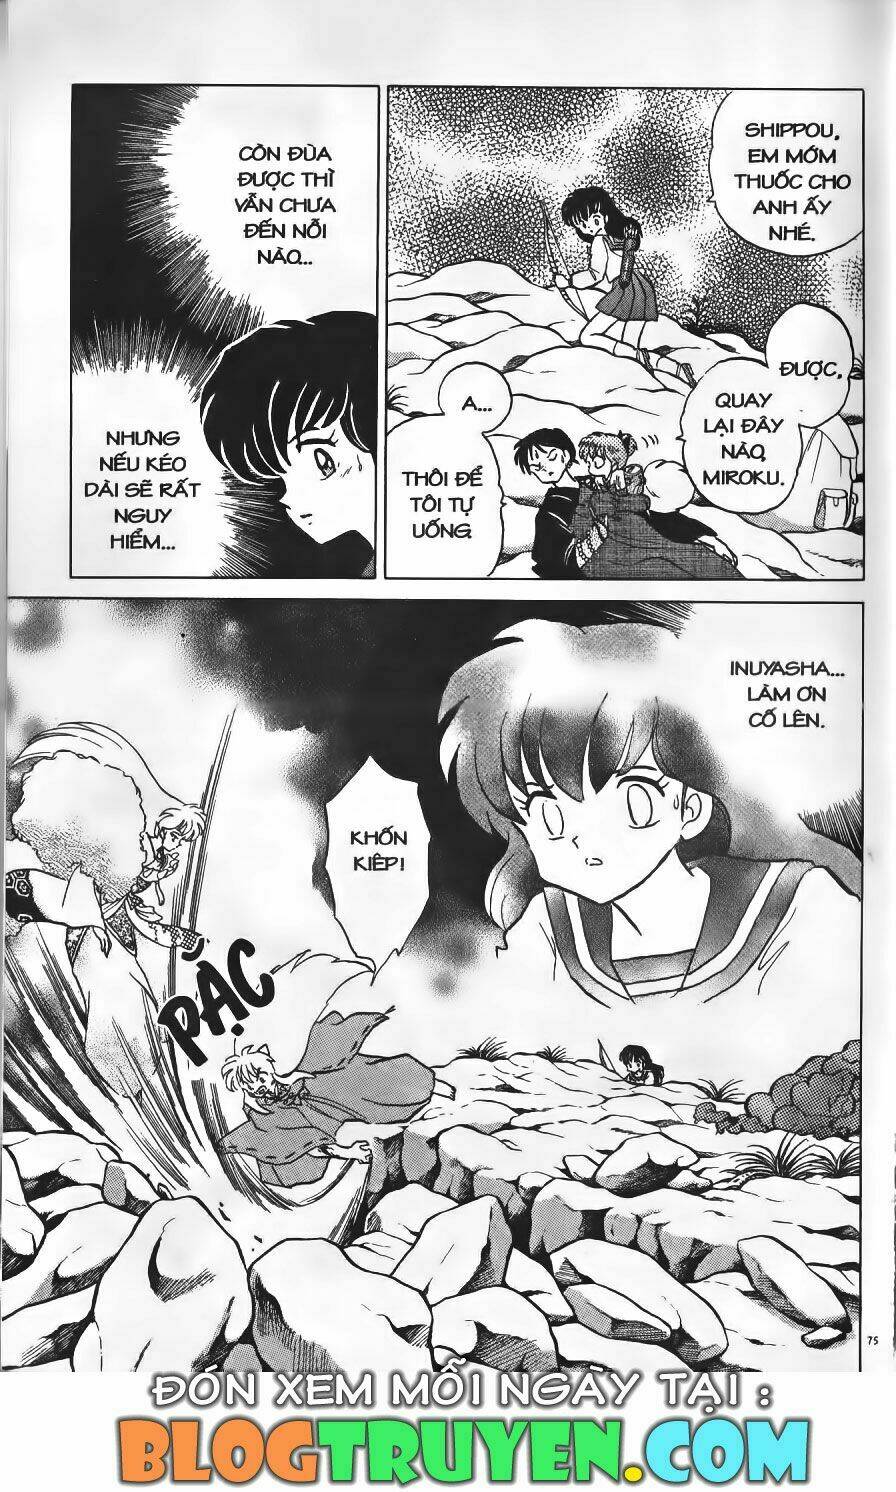 SHIPPOU,
EM MỚM
THUỐC CHO
ANH ẤY
NHÉ.
ĐƯỢC,
QUAY
LẠI ĐÂY
NÀO,
MIROKU.
A...
THÔI ĐỂ
TÔI TỰ
UỐNG.
CÒN ĐÙA
ĐƯỢC THÌ
VẪN CHƯA
ĐẾN NỖI
NÀO...
NHƯNG
NẾU KÉO
DÀI SẼ RẤT
NGUY
HIỂM...
INUYASHA...
LÀM ƠN
CỐ LÊN.
KHỐN
KIẾP!
PẶC
75
ĐÓN XEM MỖI NGÀY TẠI :
BLOGTRUYEN.COM